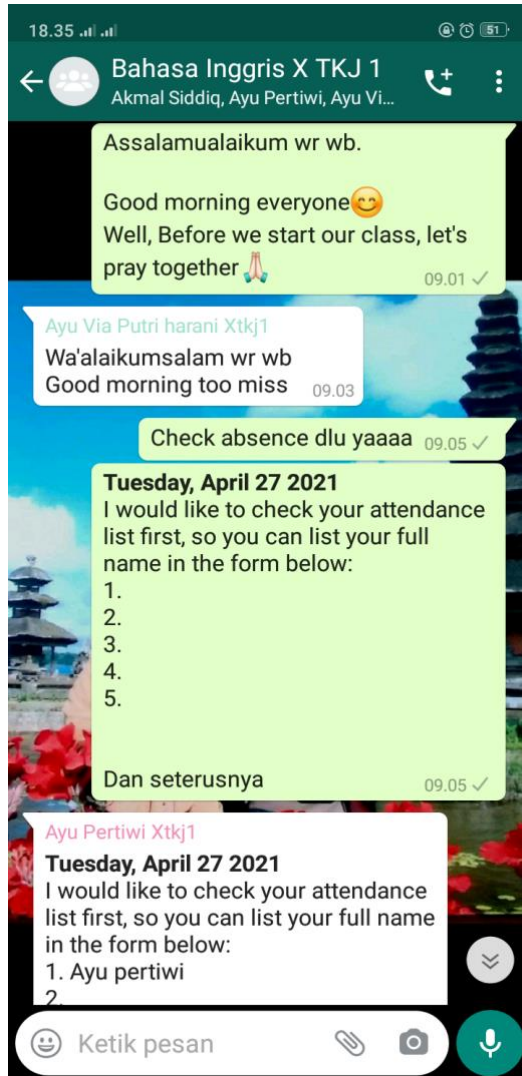 18.35
51
Bahasa Inggris X TKJ 1
Akmal Siddiq, Ayu Pertiwi, Ayu Vi...
Assalamualaikum wr wb.
Good morning everyone😊
Well, Before we start our class, let's
pray together 🙏🏻
09.01
Ayu Via Putri harani Xtkj1
Wa'alaikumsalam wr wb
Good morning too miss
09.03
Check absence dlu yaaaa
09.05
Tuesday, April 27 2021
I would like to check your attendance
list first, so you can list your full
name in the form below:
1.
2.
3.
4.
5.
Dan seterusnya
09.05
Ayu Pertiwi Xtkj1
Tuesday, April 27 2021
I would like to check your attendance
list first, so you can list your full name
in the form below:
1. Ayu pertiwi
2.
Ketik pesan